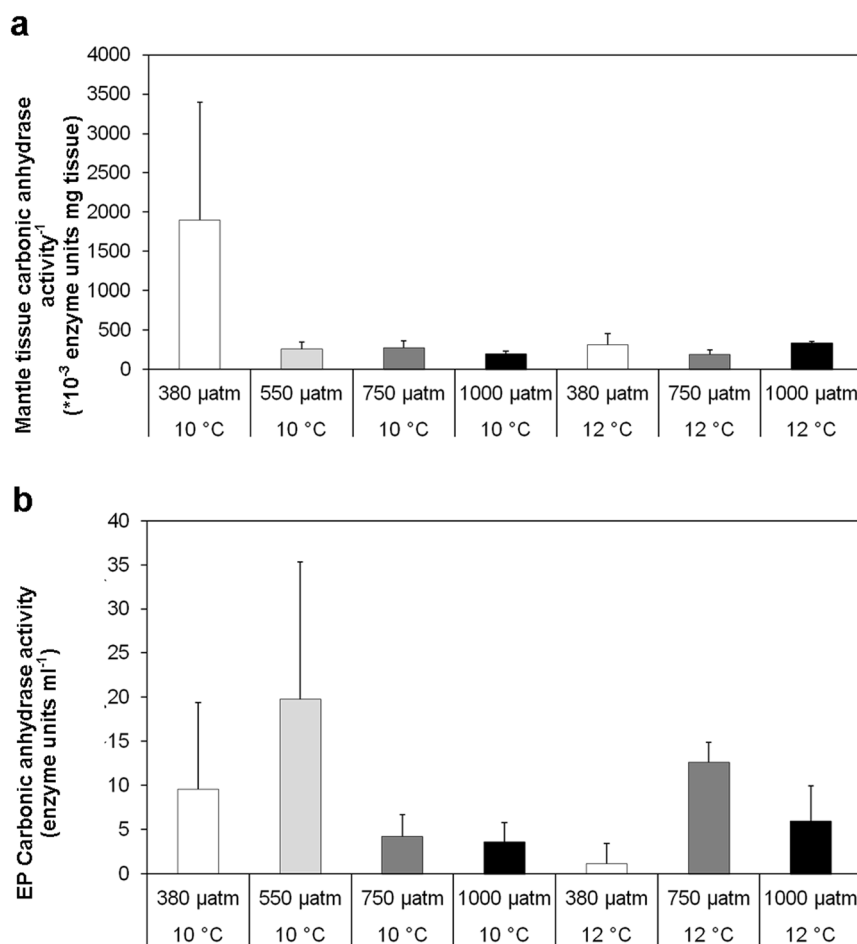 a
Mantle tissue carbonic anhydrase
activity-1
(*10-3 enzyme units mg tissue)
4000
3500
3000
2500
2000
1500
1000
500
0
380 µatm 550 µatm 750 µatm 1000 µatm 380 µatm 750 µatm 1000 µatm
10 °C 10 °C 10 °C 10 °C 12 °C 12 °C 12 °C
b
EP Carbonic anhydrase activity
(enzyme units ml-1)
40
35
30
25
20
15
10
5
0
380 µatm 550 µatm 750 µatm 1000 µatm 380 µatm 750 µatm 1000 µatm
10 °C 10 °C 10 °C 10 °C 12 °C 12 °C 12 °C